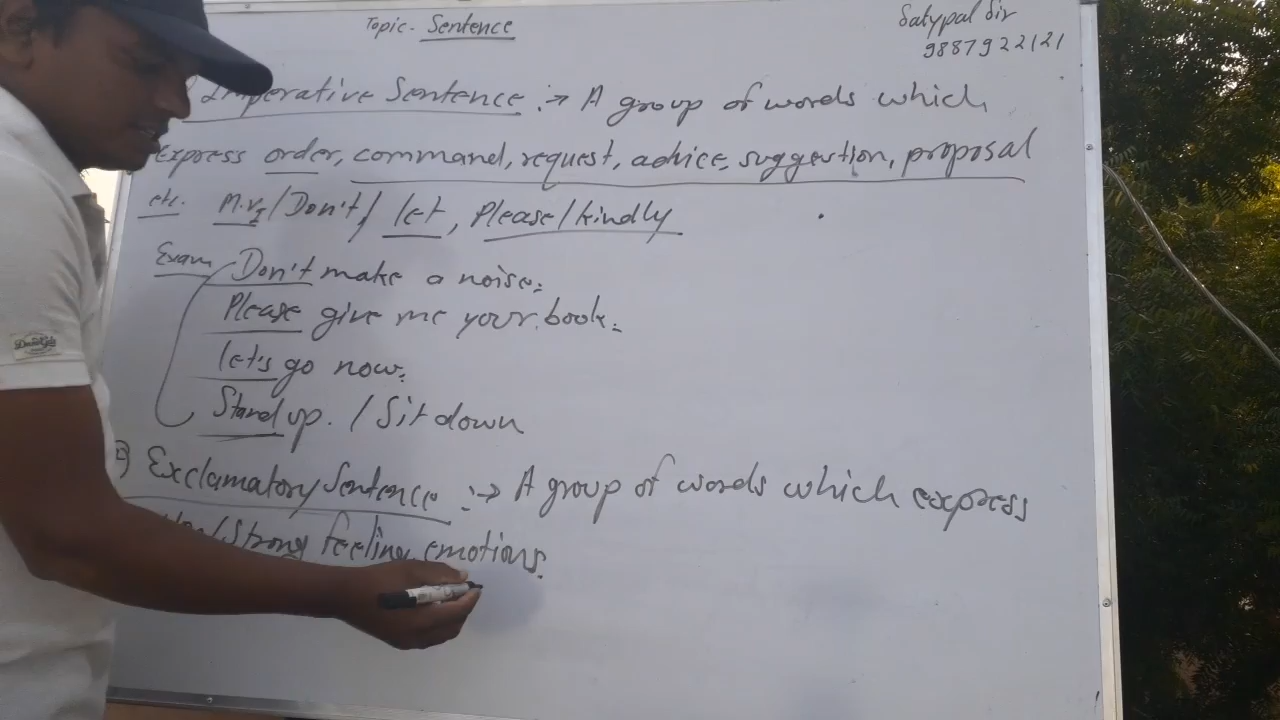 Topic. Sentence
Satypal Sir
9887922121
Imperative Sentence :→ A group of words which
Express order, command, request, advice, suggestion, proposal
etc. M.V I / Don't / let, Please / kindly
Exam Don't make a noise.
Please give me your book.
let's go now.
Stand up. / Sit down
Exclamatory Sentence :→ A group of words which express
/ Strong feeling, emotions.